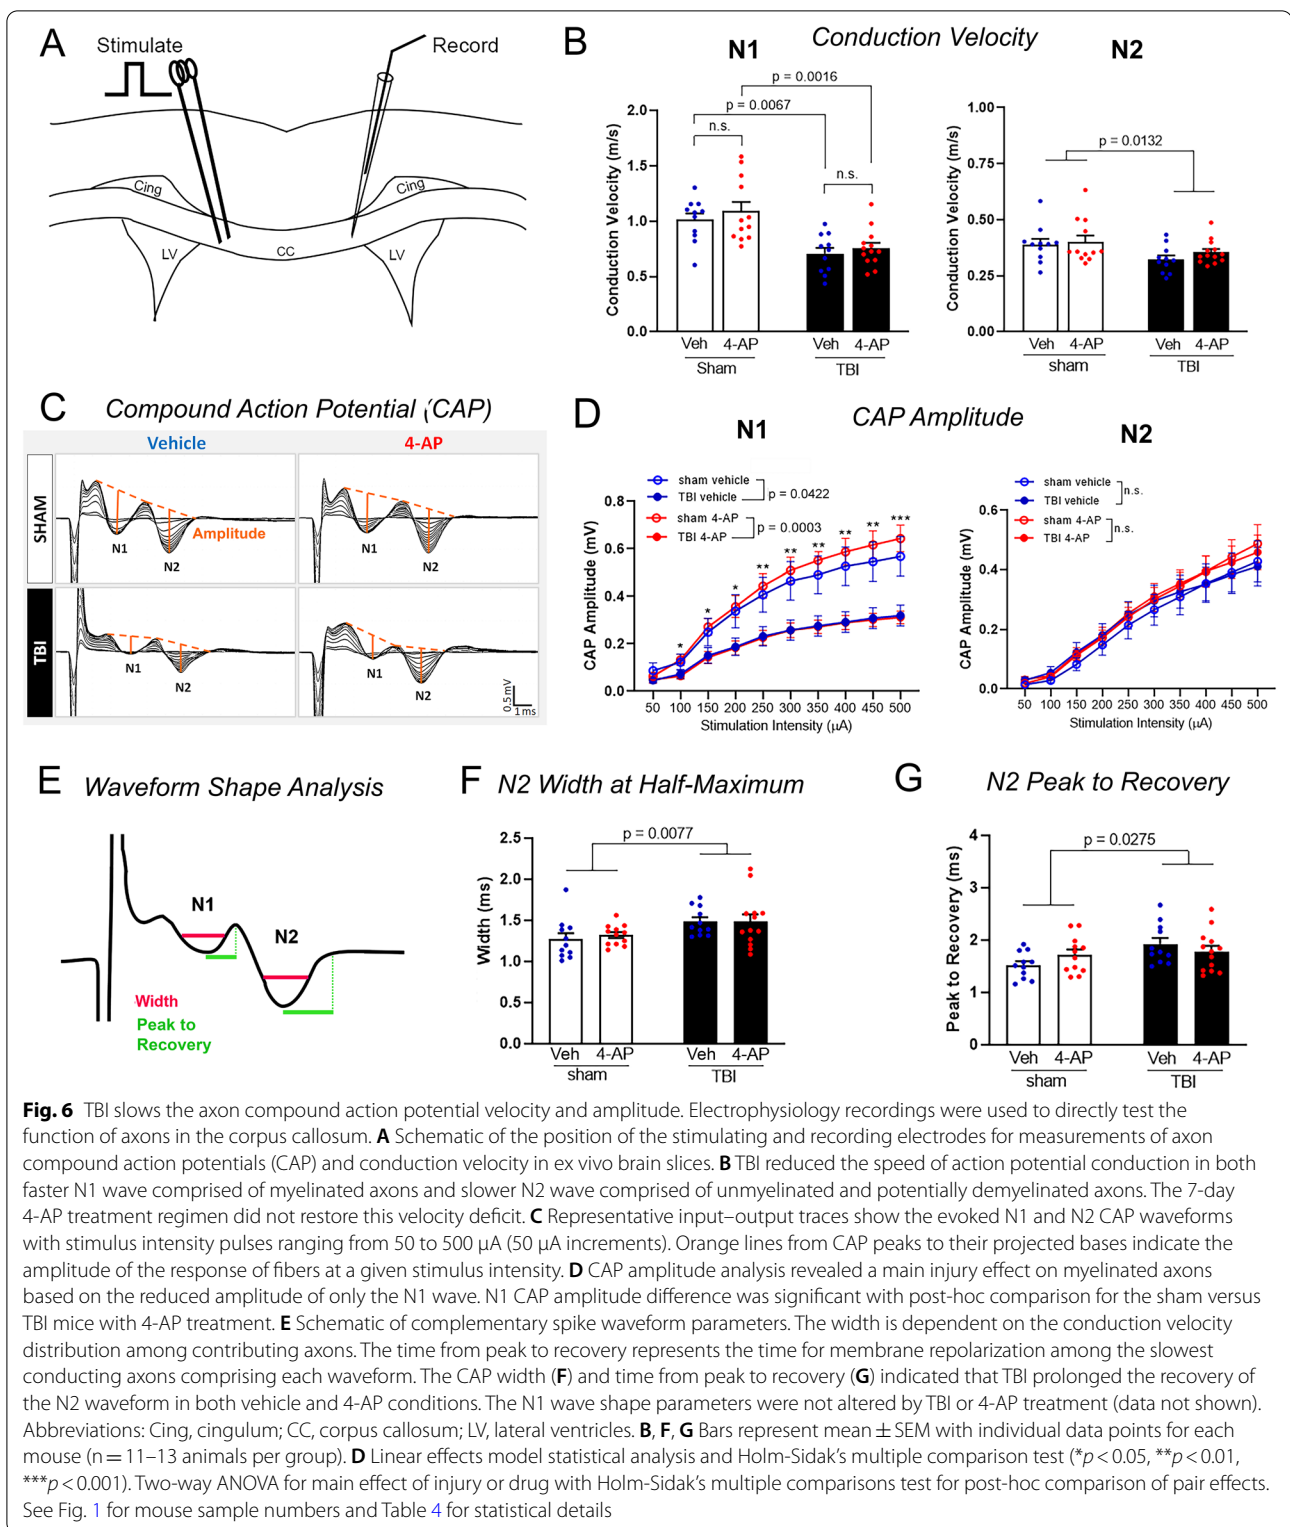 A
Stimulate
Record
Cing
Cing
LV
CC
LV
B
Conduction Velocity
N1
N2
p = 0.0016
p = 0.0067
n.s.
n.s.
Conduction Velocity (m/s)
2.0
1.5
1.0
0.5
0.0
Veh 4-AP Veh 4-AP
Sham TBI
p = 0.0132
Conduction Velocity (m/s)
1.00
0.75
0.50
0.25
0.00
Veh 4-AP Veh 4-AP
sham TBI
C
Compound Action Potential (CAP)
Vehicle 4-AP
SHAM
Amplitude
N1
N2
N1
N2
TBI
N1
N2
N1
N2
0.5 mV
1ms
D
CAP Amplitude
N1
N2
sham vehicle
TBI vehicle
p = 0.0422
sham 4-AP
TBI 4-AP
p = 0.0003
CAP Amplitude (mV)
0.8
0.6
0.4
0.2
0.0
* * * ** ** ** ** ** ***
50 100 150 200 250 300 350 400 450 500
Stimulation Intensity (µA)
sham vehicle
TBI vehicle
n.s.
sham 4-AP
TBI 4-AP
n.s.
CAP Amplitude (mV)
0.6
0.4
0.2
0.0
50 100 150 200 250 300 350 400 450 500
Stimulation Intensity (µA)
E
Waveform Shape Analysis
N1
N2
Width
Peak to
Recovery
F
N2 Width at Half-Maximum
p = 0.0077
Width (ms)
2.5
2.0
1.5
1.0
0.5
0.0
Veh 4-AP Veh 4-AP
sham TBI
G
N2 Peak to Recovery
p = 0.0275
Peak to Recovery (ms)
4
3
2
1
0
Veh 4-AP Veh 4-AP
sham TBI
Fig. 6 TBI slows the axon compound action potential velocity and amplitude. Electrophysiology recordings were used to directly test the
function of axons in the corpus callosum. A Schematic of the position of the stimulating and recording electrodes for measurements of axon
compound action potentials (CAP) and conduction velocity in ex vivo brain slices. B TBI reduced the speed of action potential conduction in both
faster N1 wave comprised of myelinated axons and slower N2 wave comprised of unmyelinated and potentially demyelinated axons. The 7-day
4-AP treatment regimen did not restore this velocity deficit. C Representative input–output traces show the evoked N1 and N2 CAP waveforms
with stimulus intensity pulses ranging from 50 to 500 µA (50 µA increments). Orange lines from CAP peaks to their projected bases indicate the
amplitude of the response of fibers at a given stimulus intensity. D CAP amplitude analysis revealed a main injury effect on myelinated axons
based on the reduced amplitude of only the N1 wave. N1 CAP amplitude difference was significant with post-hoc comparison for the sham versus
TBI mice with 4-AP treatment. E Schematic of complementary spike waveform parameters. The width is dependent on the conduction velocity
distribution among contributing axons. The time from peak to recovery represents the time for membrane repolarization among the slowest
conducting axons comprising each waveform. The CAP width (F) and time from peak to recovery (G) indicated that TBI prolonged the recovery of
the N2 waveform in both vehicle and 4-AP conditions. The N1 wave shape parameters were not altered by TBI or 4-AP treatment (data not shown).
Abbreviations: Cing, cingulum; CC, corpus callosum; LV, lateral ventricles. B, F, G Bars represent mean ± SEM with individual data points for each
mouse (n = 11–13 animals per group). D Linear effects model statistical analysis and Holm-Sidak's multiple comparison test (*p < 0.05, **p < 0.01,
***p < 0.001). Two-way ANOVA for main effect of injury or drug with Holm-Sidak's multiple comparisons test for post-hoc comparison of pair effects.
See Fig. 1 for mouse sample numbers and Table 4 for statistical details